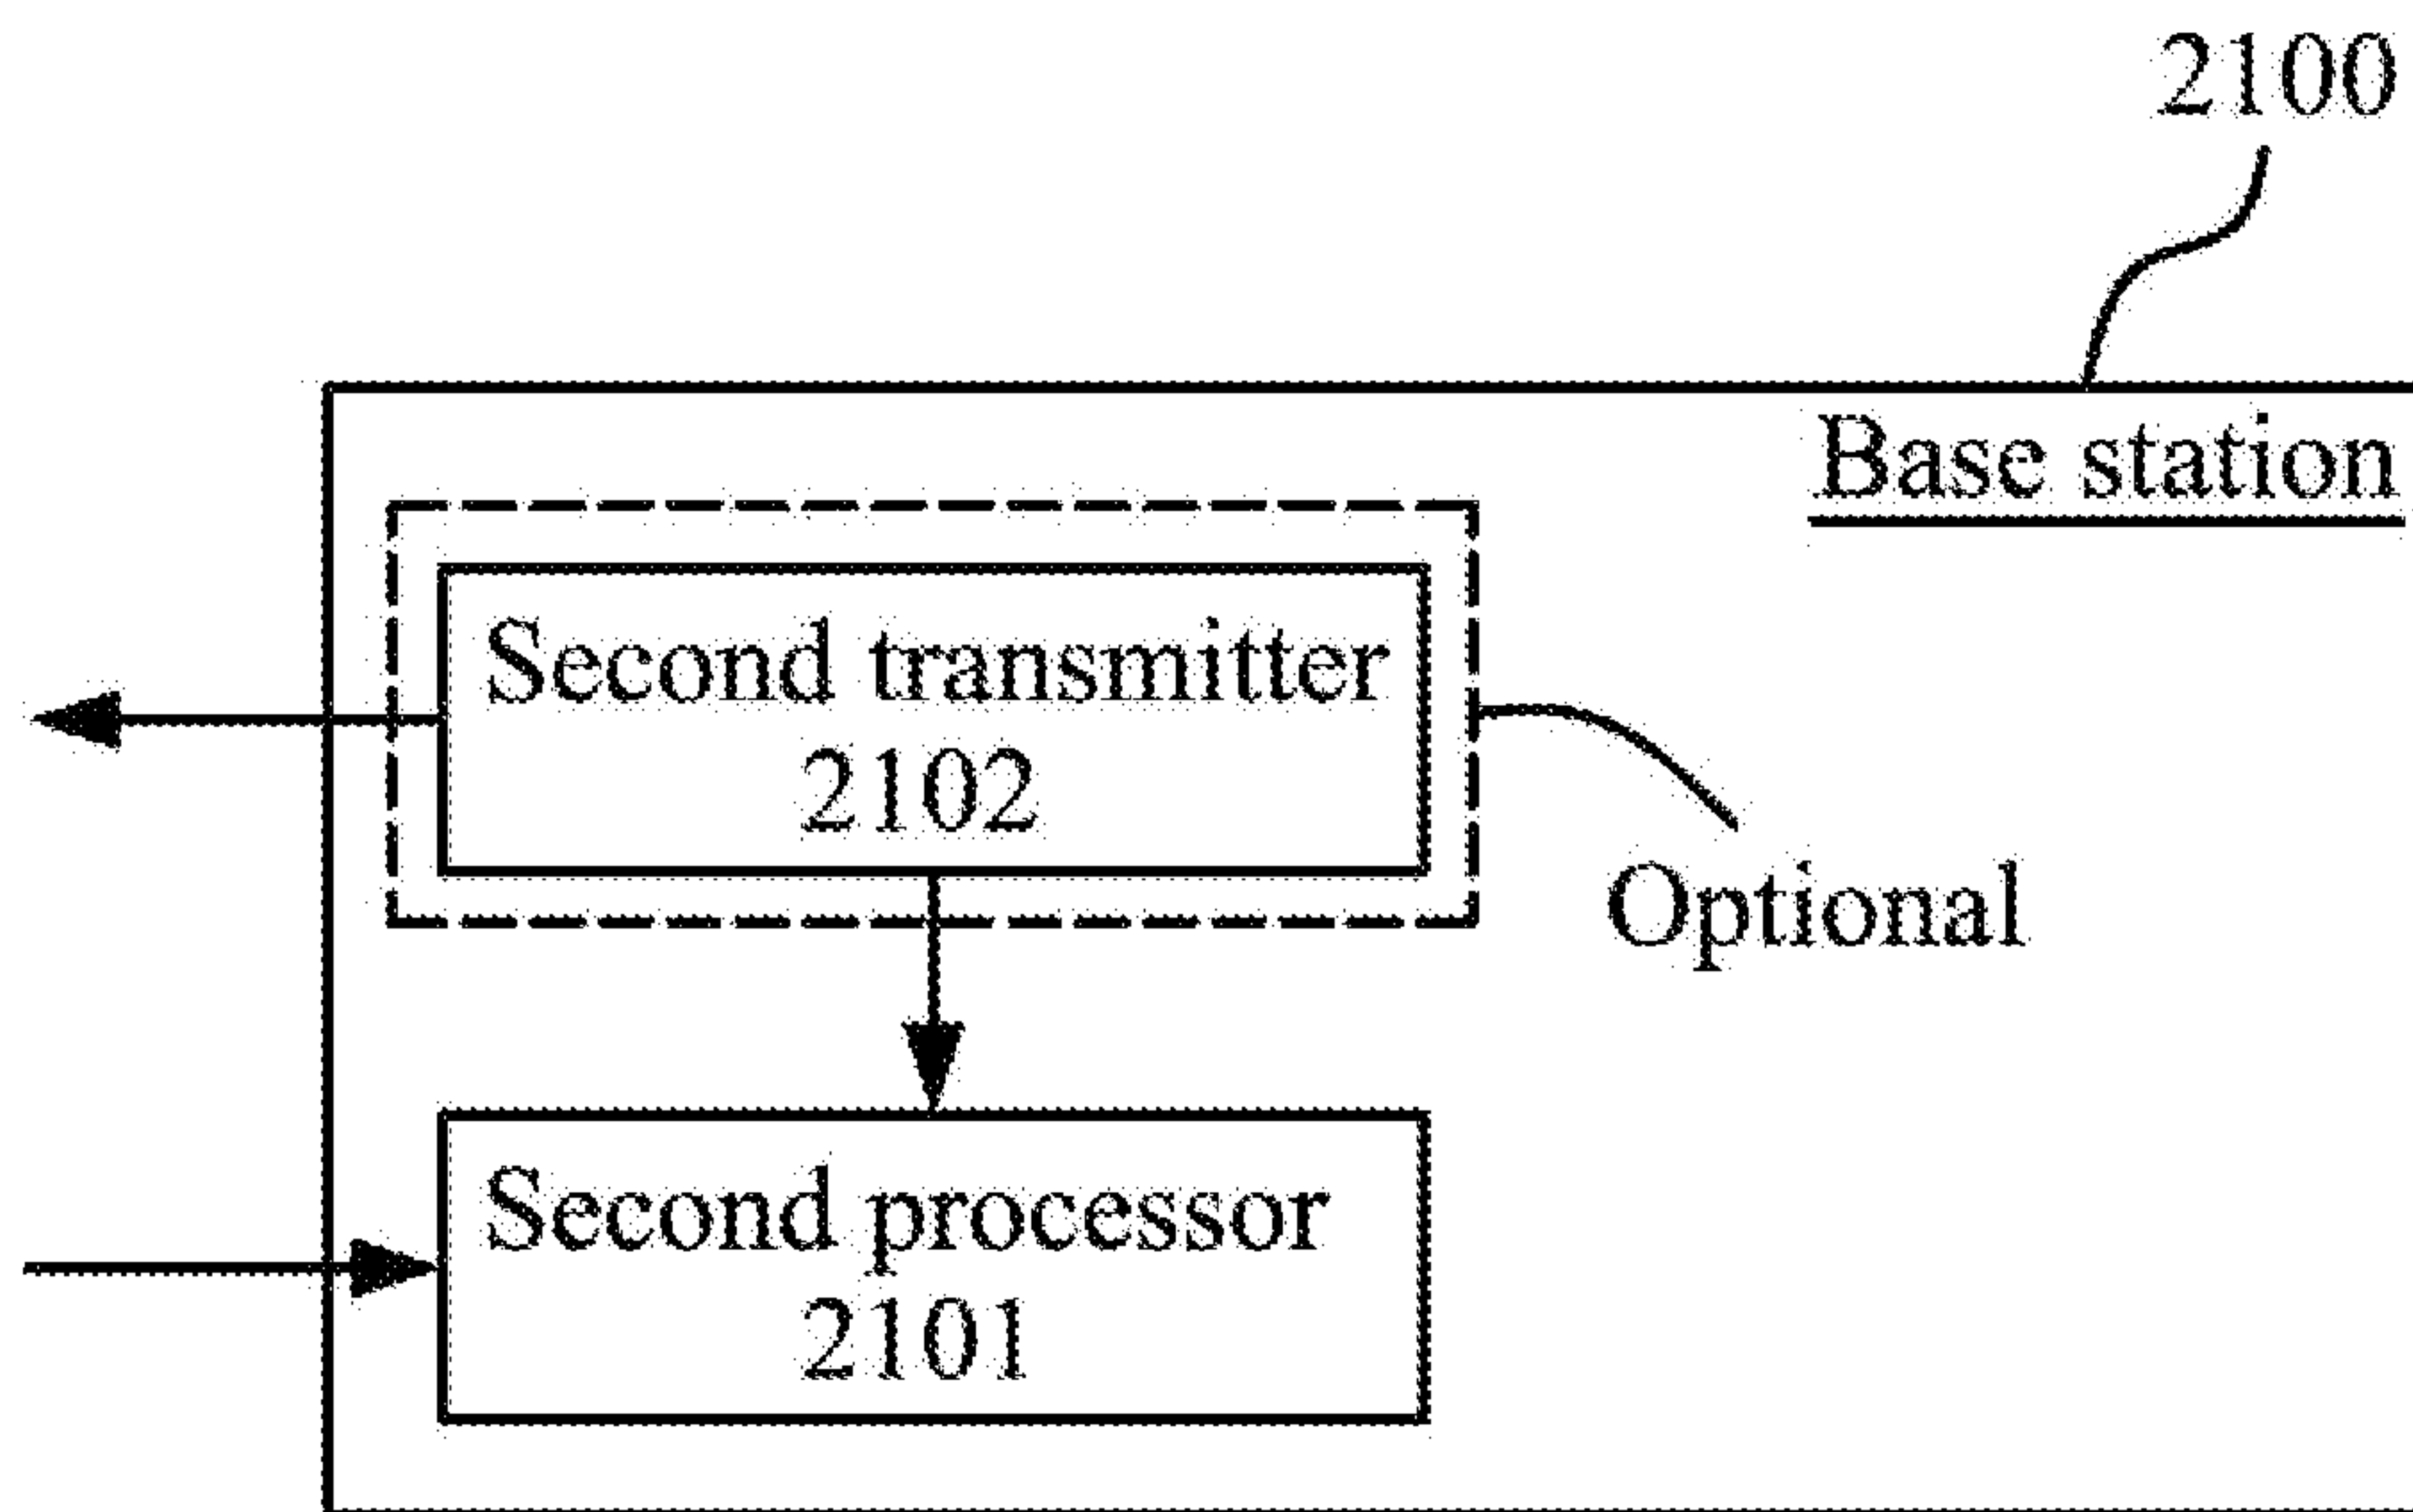 2100
Base station
Second transmitter
2102
Optional
Second processor
2101